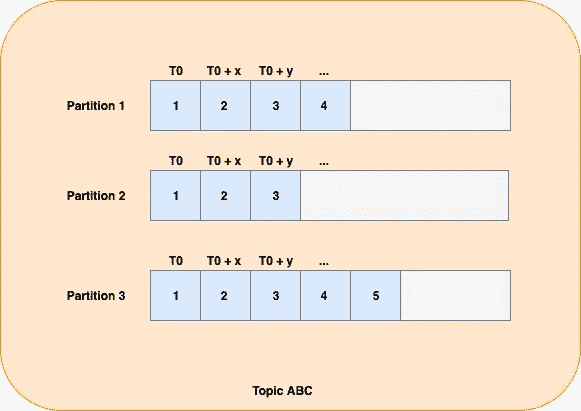 T0 T0 + x T0 + y ...
Partition 1 1 2 3 4
T0 T0 + x T0 + y ...
Partition 2 1 2 3
T0 T0 + x T0 + y ...
Partition 3 1 2 3 4 5
Topic ABC